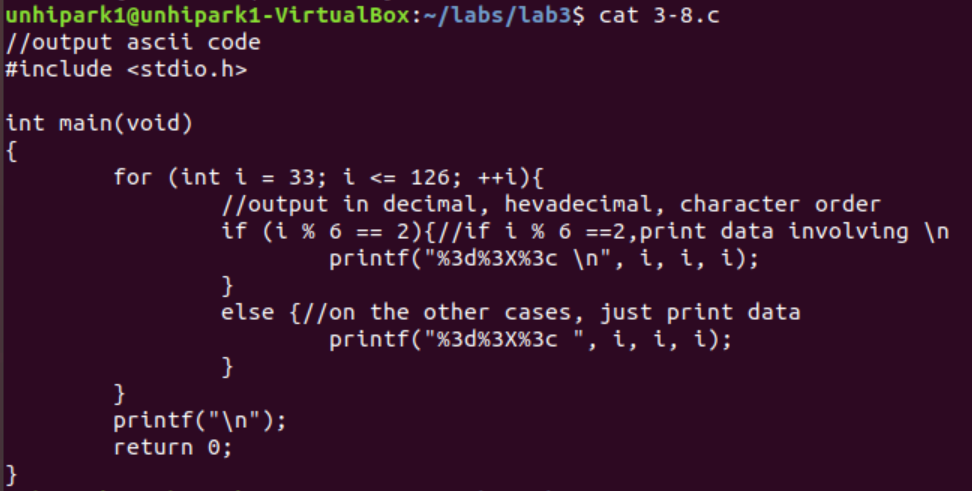 unhipark1@unhipark1-VirtualBox:~/labs/lab3$ cat 3-8.c
//output ascii code
#include <stdio.h>

int main(void)
{
        for (int i = 33; i <= 126; ++i){
                //output in decimal, hevadecimal, character order
                if (i % 6 == 2){//if i % 6 ==2,print data involving \n
                        printf("%3d%3X%3c \n", i, i, i);
                }
                else {//on the other cases, just print data
                        printf("%3d%3X%3c ", i, i, i);
                }
        }
        printf("\n");
        return 0;
}